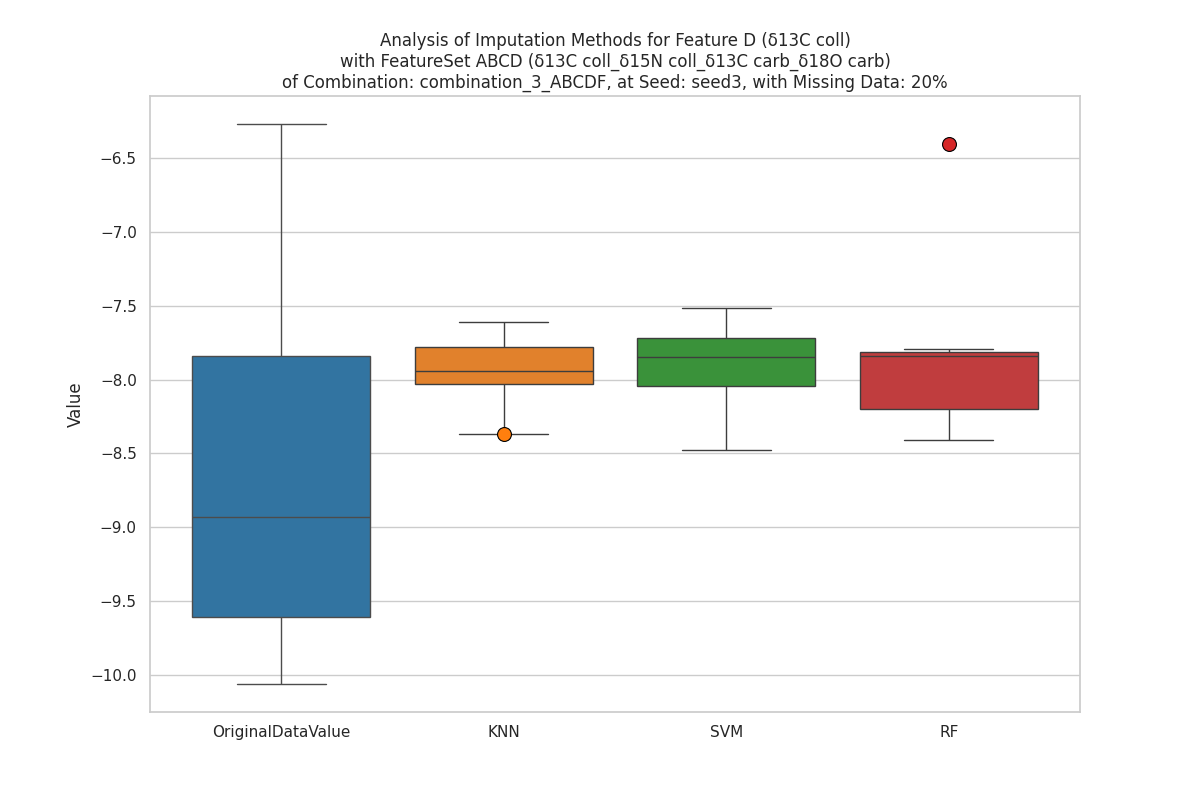 Analysis of Imputation Methods for Feature D (δ13C coll)
with FeatureSet ABCD (δ13C coll_δ15N coll_δ13C carb_δ18O carb)
of Combination: combination_3_ABCDF, at Seed: seed3, with Missing Data: 20%
Value
−6.5
−7.0
−7.5
−8.0
−8.5
−9.0
−9.5
−10.0
OriginalDataValue
KNN
SVM
RF